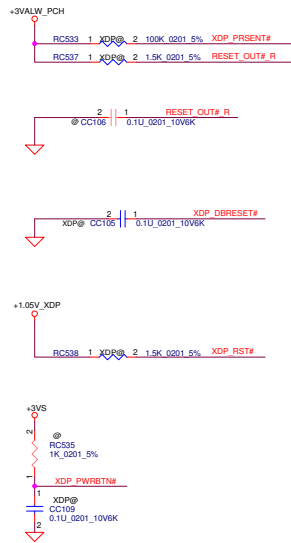 +3VALW_PCH
RC533 1 XDP@ 2 100K_0201_5% XDP_PRSENT#
RC537 1 XDP@ 2 1.5K_0201_5% RESET_OUT#_R
2 1 RESET_OUT#_R
@ CC106 0.1U_0201_10V6K
2 1 XDP_DBRESET#
XDP@ CC105 0.1U_0201_10V6K
+1.05V_XDP
RC538 1 XDP@ 2 1.5K_0201_5% XDP_RST#
+3VS
2
@
RC535
1K_0201_5%
1
XDP_PWRBTN#
1
XDP@
CC109
0.1U_0201_10V6K
2